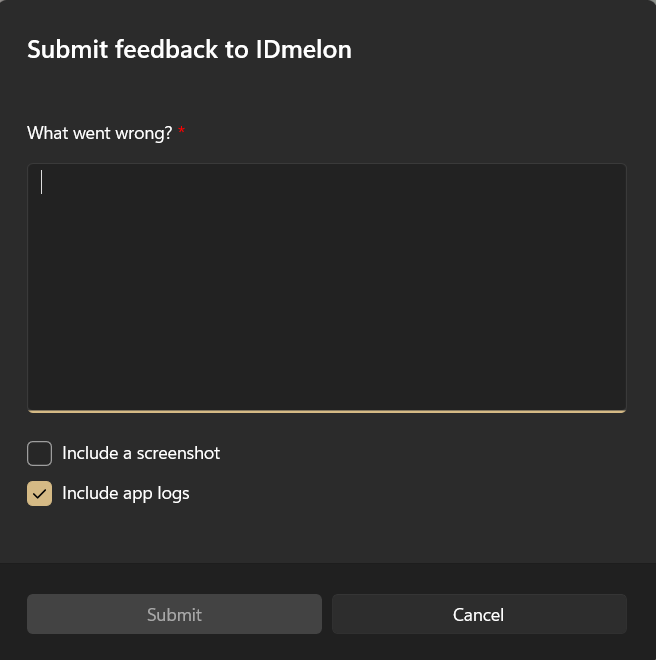 Submit feedback to IDmelon
What went wrong? *
Include a screenshot
Include app logs
Submit
Cancel